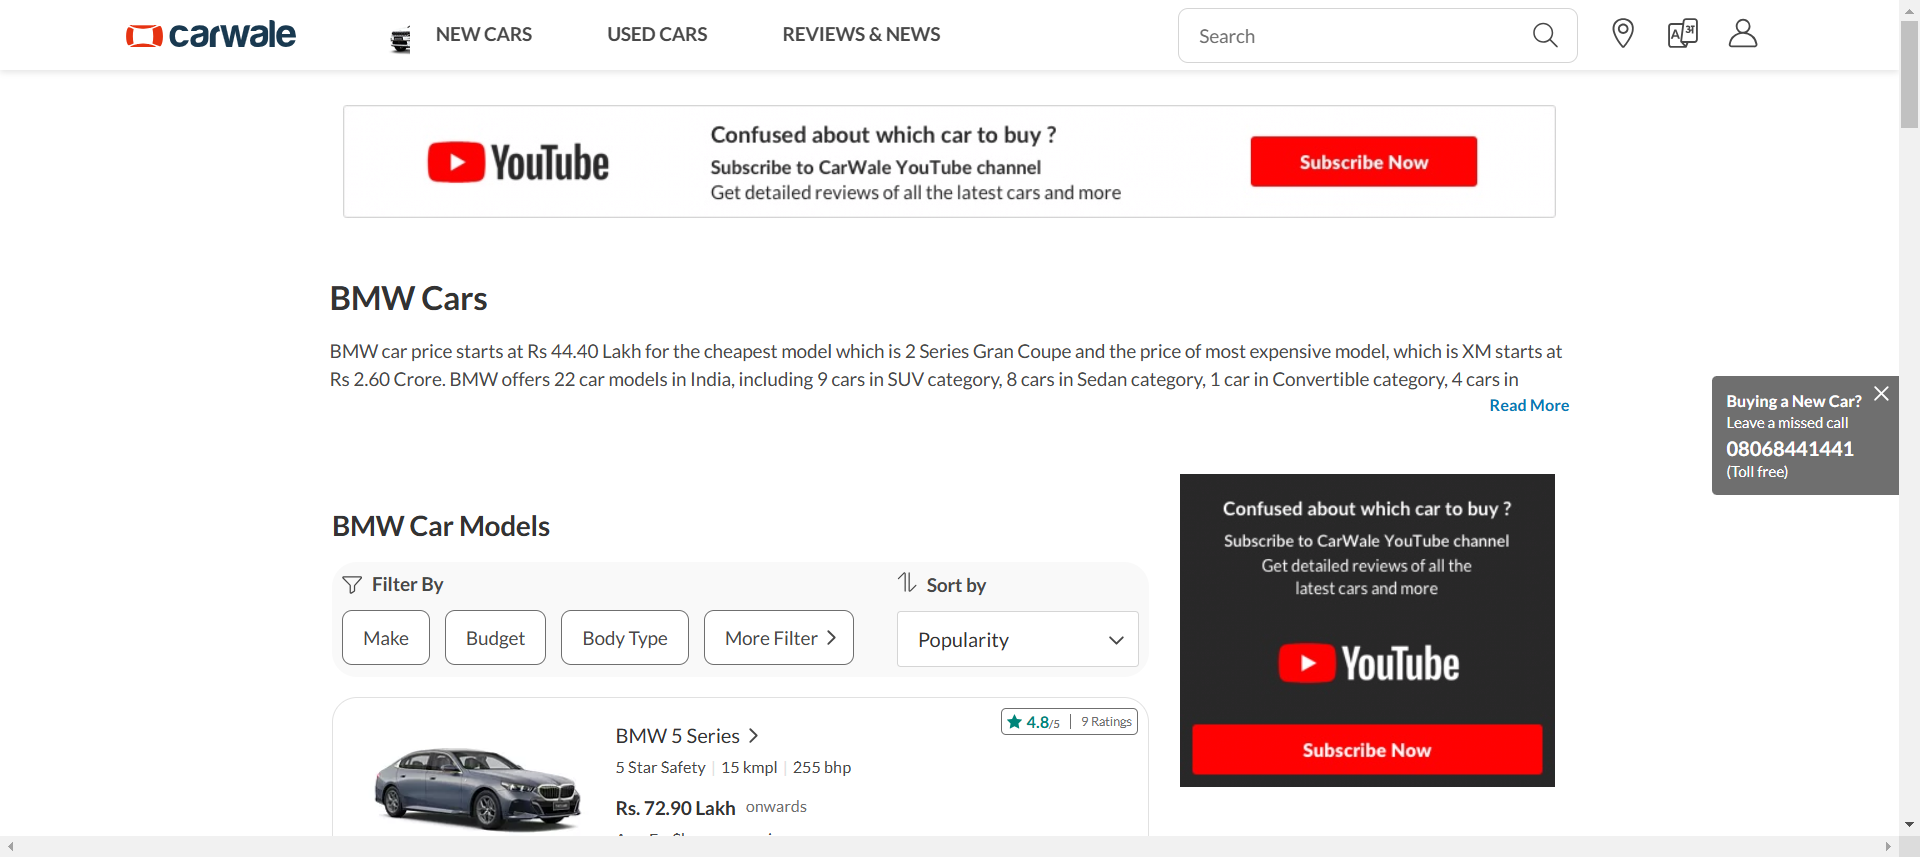 carwale
NEW CARS
USED CARS
REVIEWS & NEWS
Search
YouTube
Confused about which car to buy ?
Subscribe to CarWale YouTube channel
Get detailed reviews of all the latest cars and more
Subscribe Now
BMW Cars
BMW car price starts at Rs 44.40 Lakh for the cheapest model which is 2 Series Gran Coupe and the price of most expensive model, which is XM starts at
Rs 2.60 Crore. BMW offers 22 car models in India, including 9 cars in SUV category, 8 cars in Sedan category, 1 car in Convertible category, 4 cars in
Read More
Buying a New Car?
Leave a missed call
08068441441
(Toll free)
BMW Car Models
Filter By
Make
Budget
Body Type
More Filter
Sort by
Popularity
Confused about which car to buy ?
Subscribe to CarWale YouTube channel
Get detailed reviews of all the
latest cars and more
YouTube
Subscribe Now
BMW 5 Series
4.8/5 | 9 Ratings
5 Star Safety | 15 kmpl | 255 bhp
Rs. 72.90 Lakh onwards